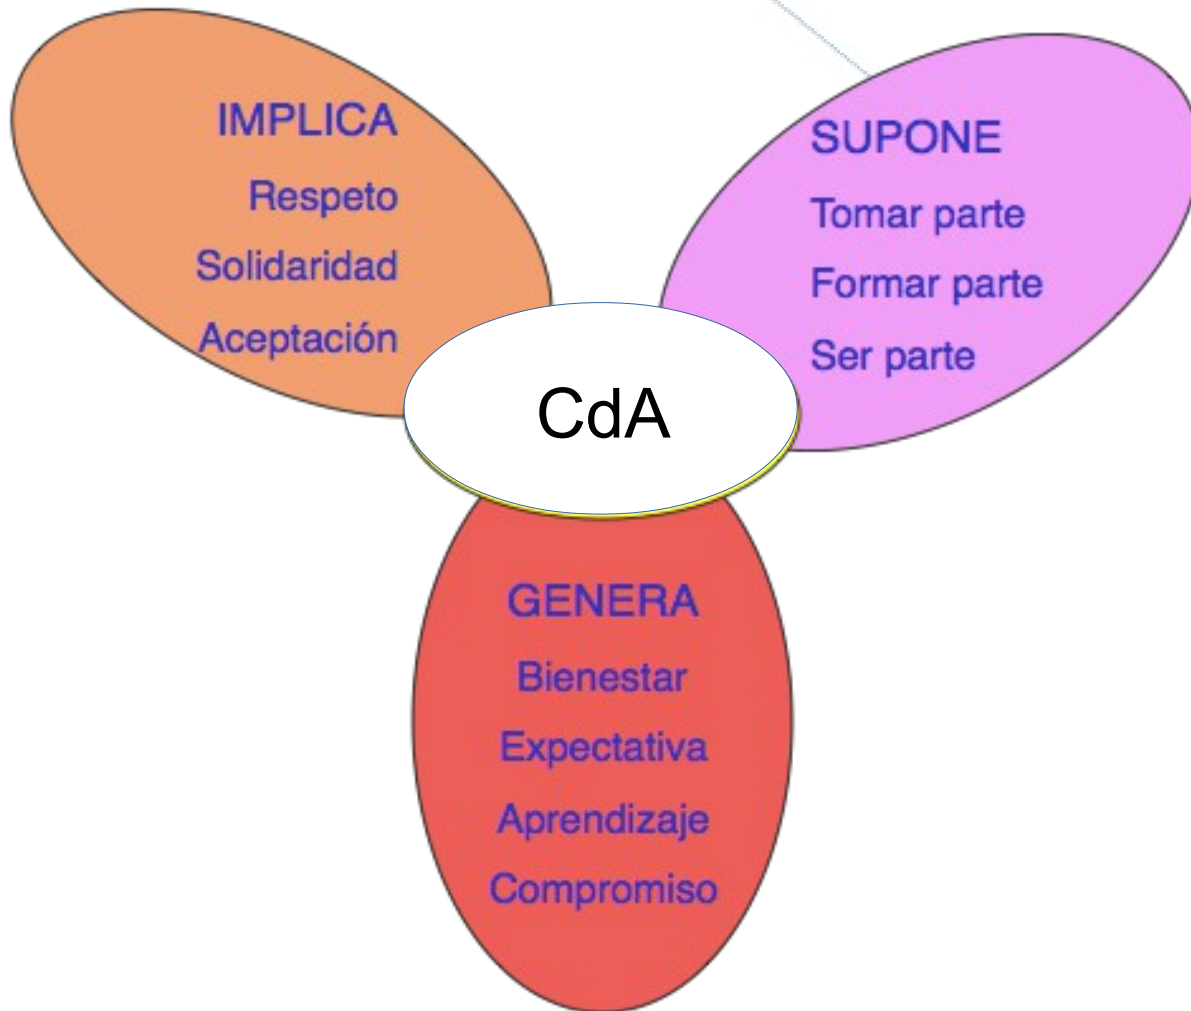 IMPLICA
Respeto
Solidaridad
Aceptación
SUPONE
Tomar parte
Formar parte
Ser parte
CdA
GENERA
Bienestar
Expectativa
Aprendizaje
Compromiso